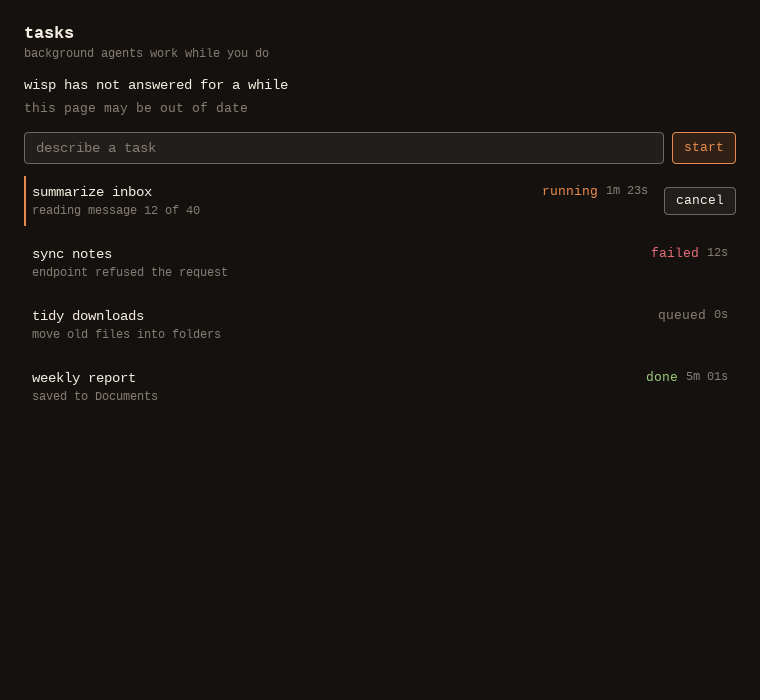 tasks
background agents work while you do
wisp has not answered for a while
this page may be out of date
describe a task
start
summarize inbox
running 1m 23s
cancel
reading message 12 of 40
sync notes
failed 12s
endpoint refused the request
tidy downloads
queued 0s
move old files into folders
weekly report
done 5m 01s
saved to Documents